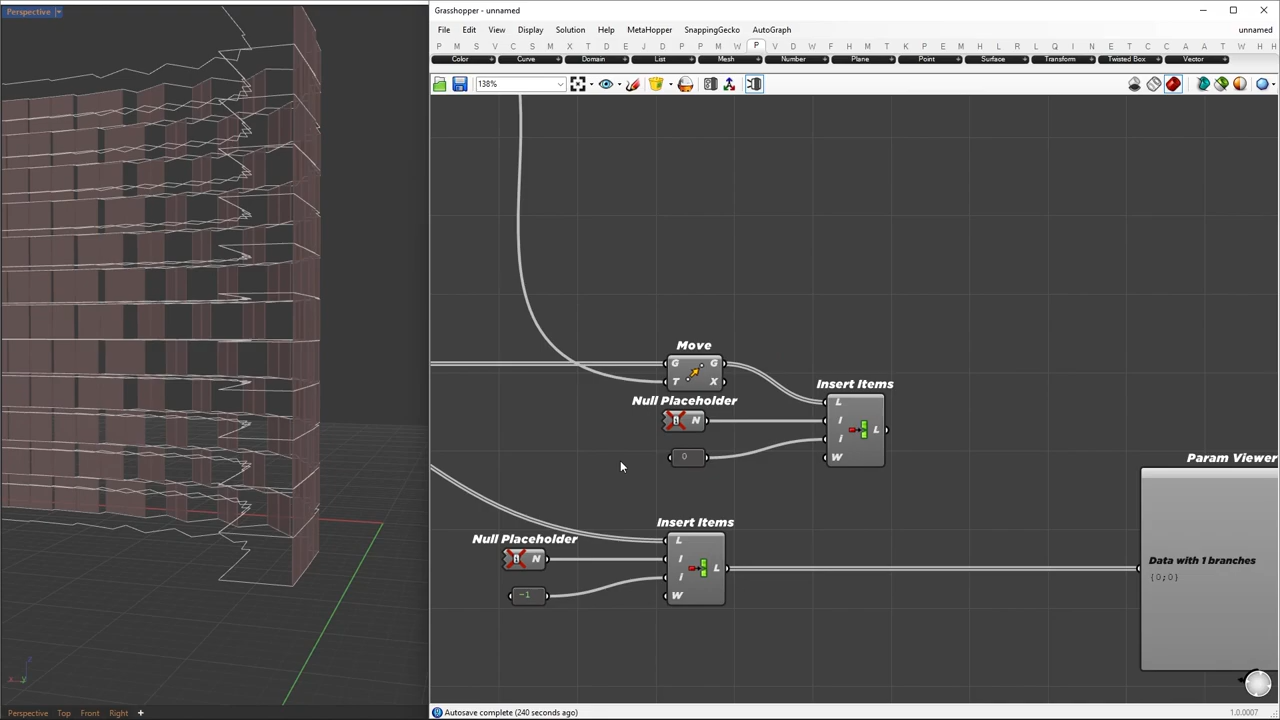 Perspective
Grasshopper - unnamed
File Edit View Display Solution Help MetaHopper SnappingGecko AutoGraph unnamed
P M S V C S I T D E F G M R W P V D Z W F H R A A B K M T E L D S U L I N D S L T C E S H H
Color Curve Domain List Mesh Number Plane Point Surface Transform Twisted Box Vector
138%
Move
G G
T X
Null Placeholder
N
0
Insert Items
L
I
i L
W
Param Viewer
Insert Items
L
I
i L
W
Null Placeholder
N
-1
Data with 1 branches
{0;0}
z
x y
Perspective Top Front Right
Autosave complete (240 seconds ago)
1.0.0007